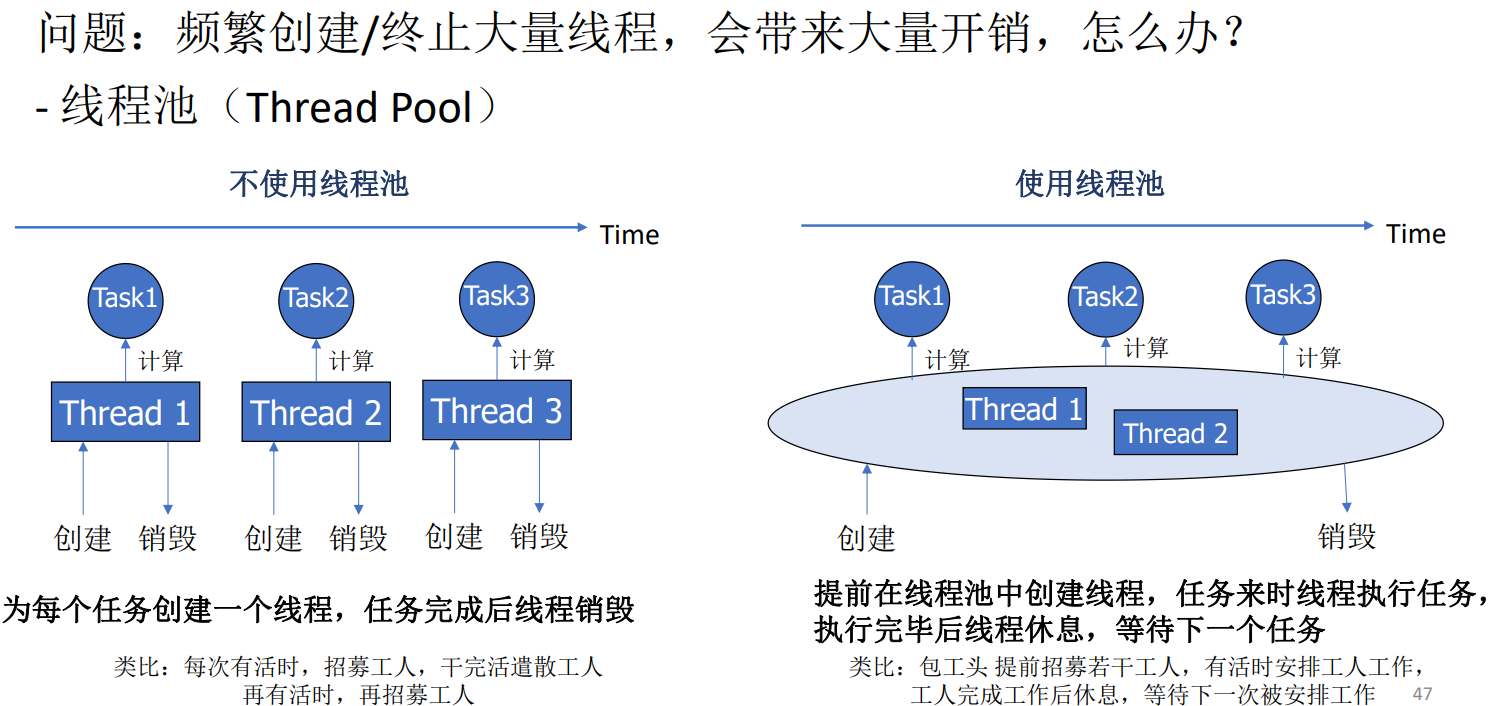 问题：频繁创建/终止大量线程，会带来大量开销，怎么办？
- 线程池（Thread Pool）
不使用线程池
Time
Task1
Task2
Task3
计算
计算
计算
Thread 1
Thread 2
Thread 3
创建
销毁
创建
销毁
创建
销毁
为每个任务创建一个线程，任务完成后线程销毁
类比：每次有活时，招募工人，干完活遣散工人
再有活时，再招募工人
使用线程池
Time
Task1
Task2
Task3
计算
计算
计算
Thread 1
Thread 2
创建
销毁
提前在线程池中创建线程，任务来时线程执行任务，
执行完毕后线程休息，等待下一个任务
类比：包工头 提前招募若干工人，有活时安排工人工作，
工人完成工作后休息，等待下一次被安排工作
47